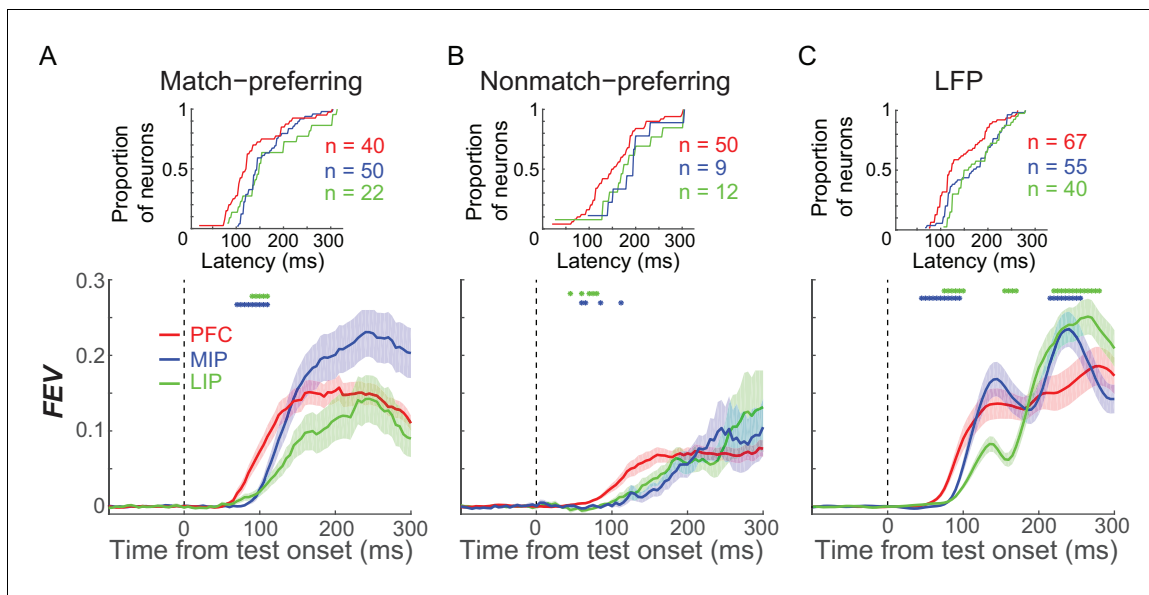 A
Match−preferring
Proportion
of neurons
1
0.5
0
100
200
300
Latency (ms)
n = 40
n = 50
n = 22
B
Nonmatch−preferring
Proportion
of neurons
1
0.5
0
100
200
300
Latency (ms)
n = 50
n = 9
n = 12
C
LFP
Proportion
of neurons
1
0.5
0
100
200
300
Latency (ms)
n = 67
n = 55
n = 40
FEV
0.3
0.2
0.1
0
PFC
MIP
LIP
0
100
200
300
Time from test onset (ms)
0
100
200
300
Time from test onset (ms)
0
100
200
300
Time from test onset (ms)